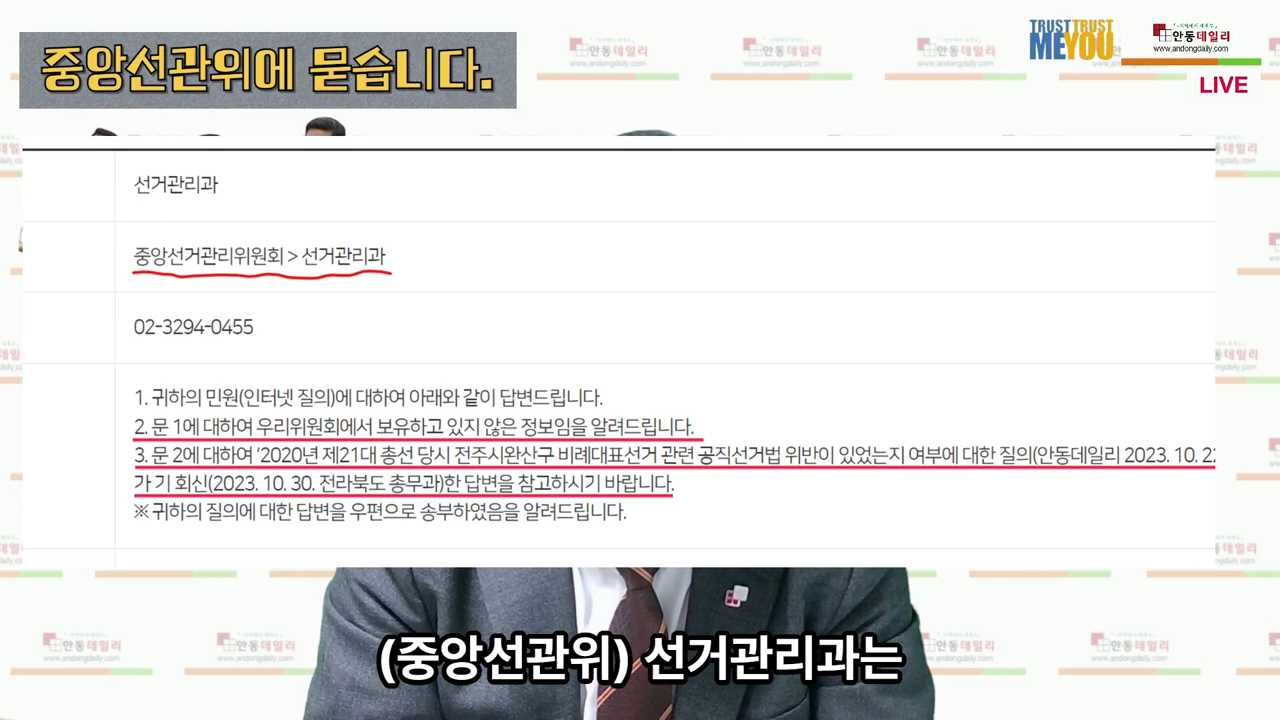 중앙선관위에 묻습니다.
TRUST TRUST
ME YOU
안동데일리
www.andongdaily.com
LIVE
선거관리과
중앙선거관리위원회 > 선거관리과
02-3294-0455
1. 귀하의 민원(인터넷 질의)에 대하여 아래와 같이 답변드립니다.
2. 문 1에 대하여 우리위원회에서 보유하고 있지 않은 정보임을 알려드립니다.
3. 문 2에 대하여 '2020년 제21대 총선 당시 전주시완산구 비례대표선거 관련 공직선거법 위반이 있었는지 여부에 대한 질의(안동데일리 2023. 10. 22
가 기 회신(2023. 10. 30. 전라북도 총무과)한 답변을 참고하시기 바랍니다.
※ 귀하의 질의에 대한 답변을 우편으로 송부하였음을 알려드립니다.
(중앙선관위) 선거관리과는